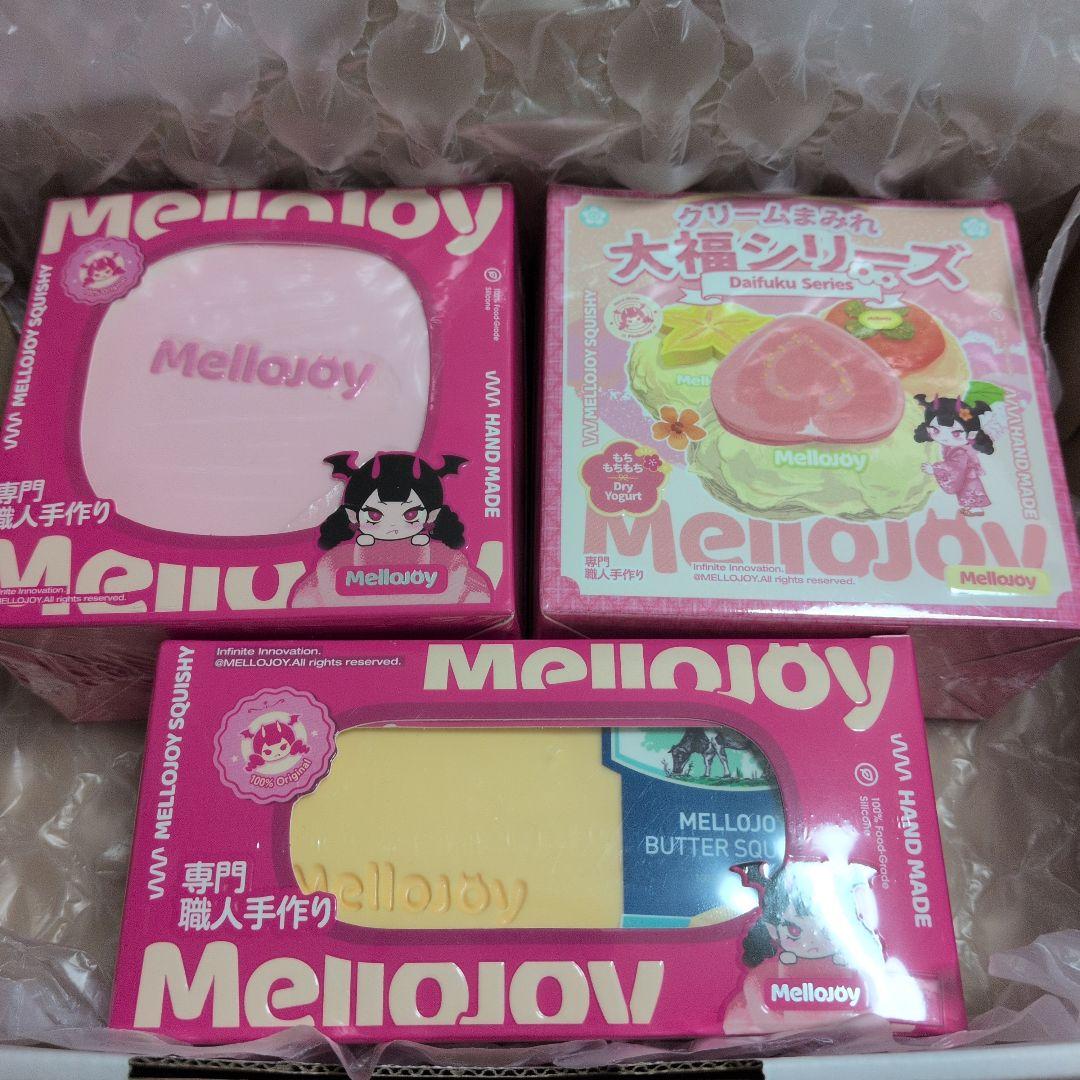 Mellojoy
MELLOJOY SQUISHY
100% Food-Grade
Silicone
Mellojoy
HAND MADE
専門
職人手作り
Mellojoy
Mellojoy
Infinite Innovation.
@MELLOJOY.All rights reserved.
クリームまみれ
大福シリーズ
Daifuku Series
MELLOJOY SQUISHY
Mellojoy
Mellojoy
もち
もちもち
Dry
Yogurt
HAND MADE
Mellojoy
専門
職人手作り
Infinite Innovation.
@MELLOJOY.All rights reserved.
Mellojoy
Infinite Innovation.
@MELLOJOY.All rights reserved.
Mellojoy
MELLOJOY SQUISHY
100% Original
100% Food-Grade
Silicone
HAND MADE
MELLOJO
BUTTER SQU
Mellojoy
専門
職人手作り
Mellojoy
Mellojoy